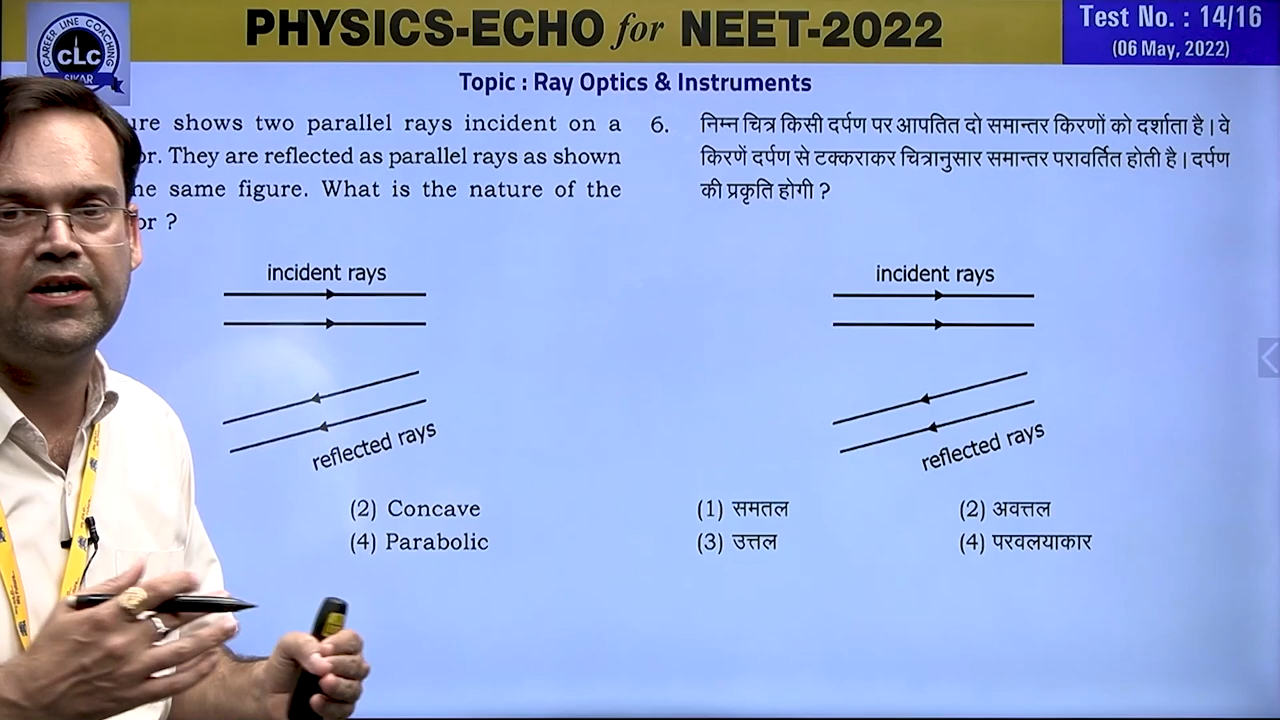 PHYSICS-ECHO for NEET-2022
Test No. : 14/16
(06 May, 2022)
CAREER LINE COACHING
CLC
SIKAR
Topic : Ray Optics & Instruments
shows two parallel rays incident on a
They are reflected as parallel rays as shown
same figure. What is the nature of the
?
incident rays
reflected rays
(2) Concave
(4) Parabolic
6. निम्न चित्र किसी दर्पण पर आपतित दो समान्तर किरणों को दर्शाता है। वे
किरणें दर्पण से टक्कराकर चित्रानुसार समान्तर परावर्तित होती है। दर्पण
की प्रकृति होगी ?
incident rays
reflected rays
(1) समतल (2) अवत्तल
(3) उत्तल (4) परवलयाकार